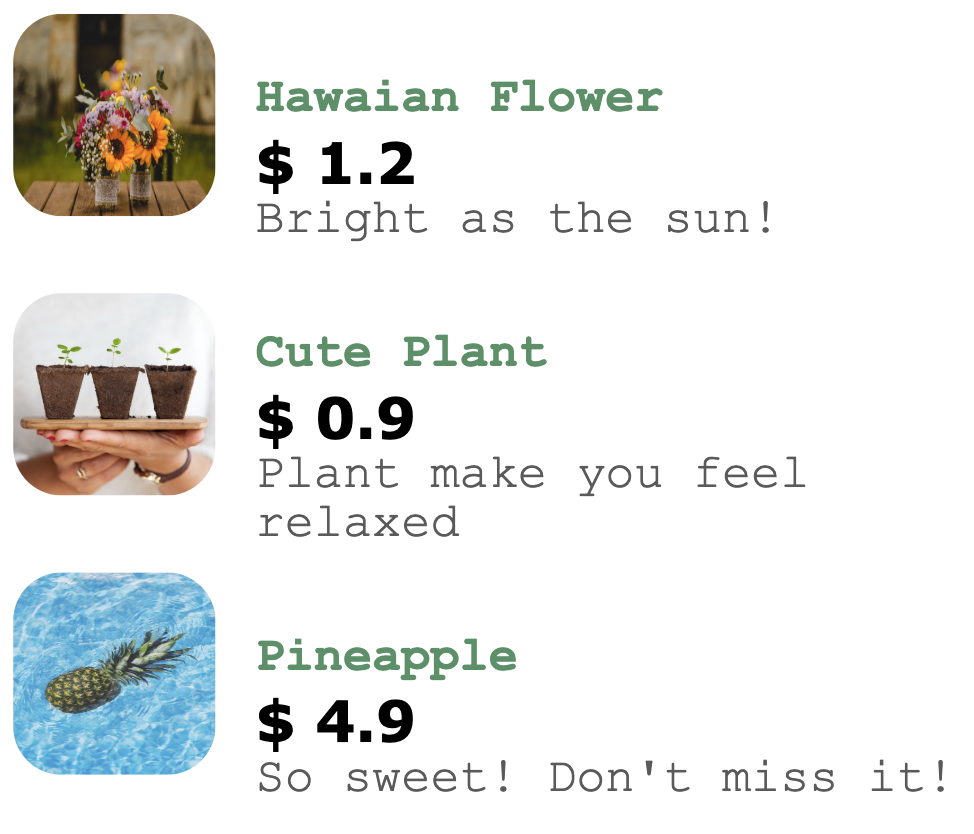 Hawaian Flower
$ 1.2
Bright as the sun!
Cute Plant
$ 0.9
Plant make you feel
relaxed
Pineapple
$ 4.9
So sweet! Don't miss it!